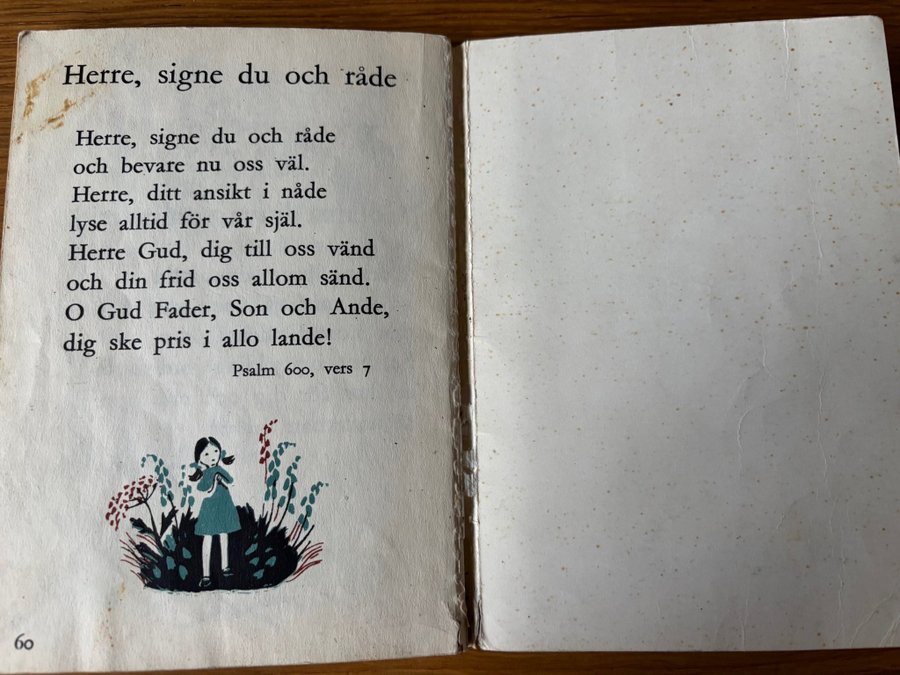 Herre, signe du och råde
Herre, signe du och råde
och bevare nu oss väl.
Herre, ditt ansikt i nåde
lyse alltid för vår själ.
Herre Gud, dig till oss vänd
och din frid oss allom sänd.
O Gud Fader, Son och Ande,
dig ske pris i allo lande!
Psalm 600, vers 7
60